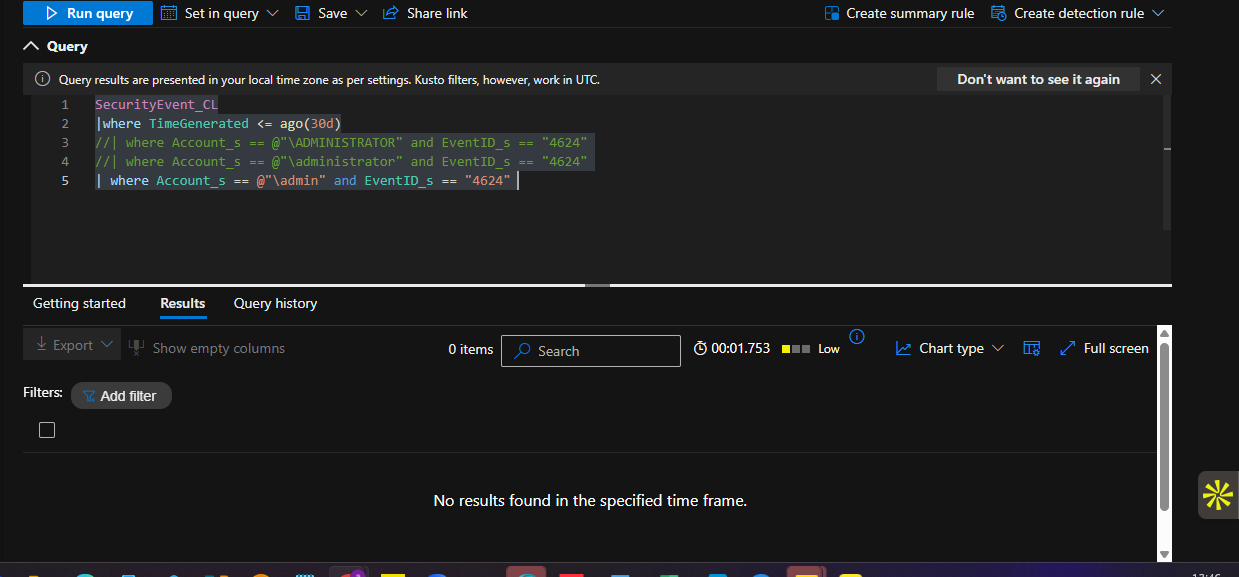 Run query Set in query Save Share link Create summary rule Create detection rule
Query
Query results are presented in your local time zone as per settings. Kusto filters, however, work in UTC. Don't want to see it again
1 SecurityEvent_CL
2 |where TimeGenerated <= ago(30d)
3 //| where Account_s == @"\ADMINISTRATOR" and EventID_s == "4624"
4 //| where Account_s == @"\administrator" and EventID_s == "4624"
5 | where Account_s == @"\admin" and EventID_s == "4624"
Getting started Results Query history
Export Show empty columns 0 items Search 00:01.753 Low Chart type Full screen
Filters: Add filter
No results found in the specified time frame.